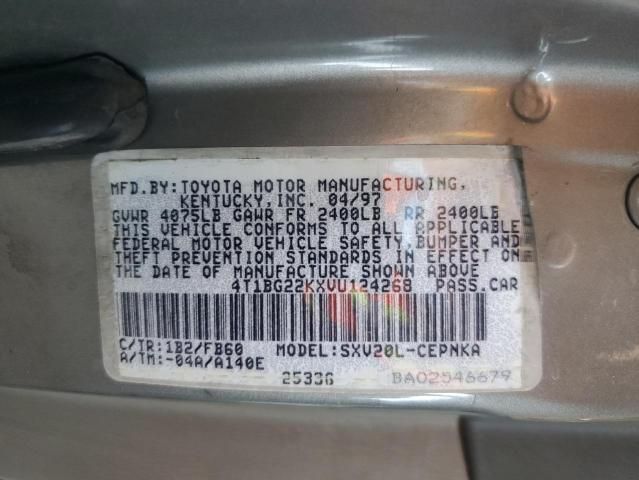 MFD.BY:TOYOTA MOTOR MANUFACTURING,
KENTUCKY,INC. 04/97
GVWR 4075LB GAWR FR 2400LB RR 2400LB
THIS VEHICLE CONFORMS TO ALL APPLICABLE
FEDERAL MOTOR VEHICLE SAFETY,BUMPER AND
THEFT PREVENTION STANDARDS IN EFFECT ON
THE DATE OF MANUFACTURE SHOWN ABOVE
4T1BG22KXVU124268 PASS.CAR
C/TR:1B2/FB60 MODEL:SXV20L-CEPNKA
A/TM:-04A/A140E
25336 BA02546679